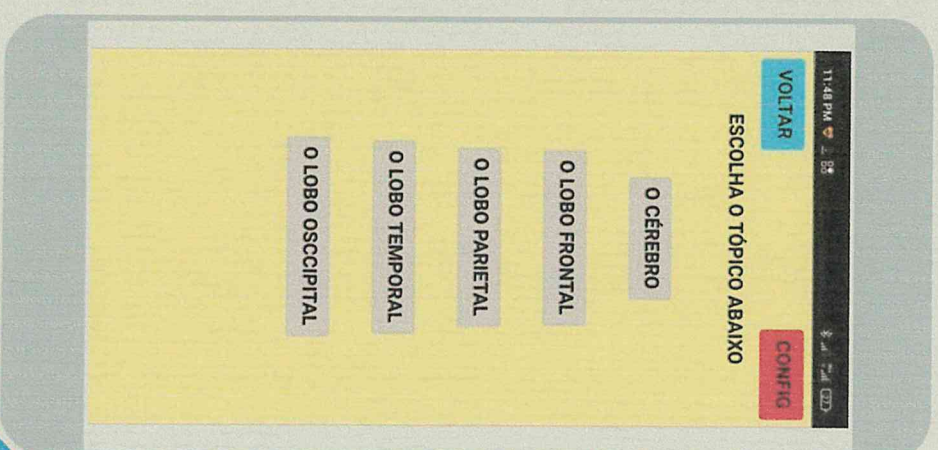 11:48 PM
VOLTAR
CONFIG
ESCOLHA O TÓPICO ABAIXO
O CÉREBRO
O LOBO FRONTAL
O LOBO PARIETAL
O LOBO TEMPORAL
O LOBO OSCCIPITAL